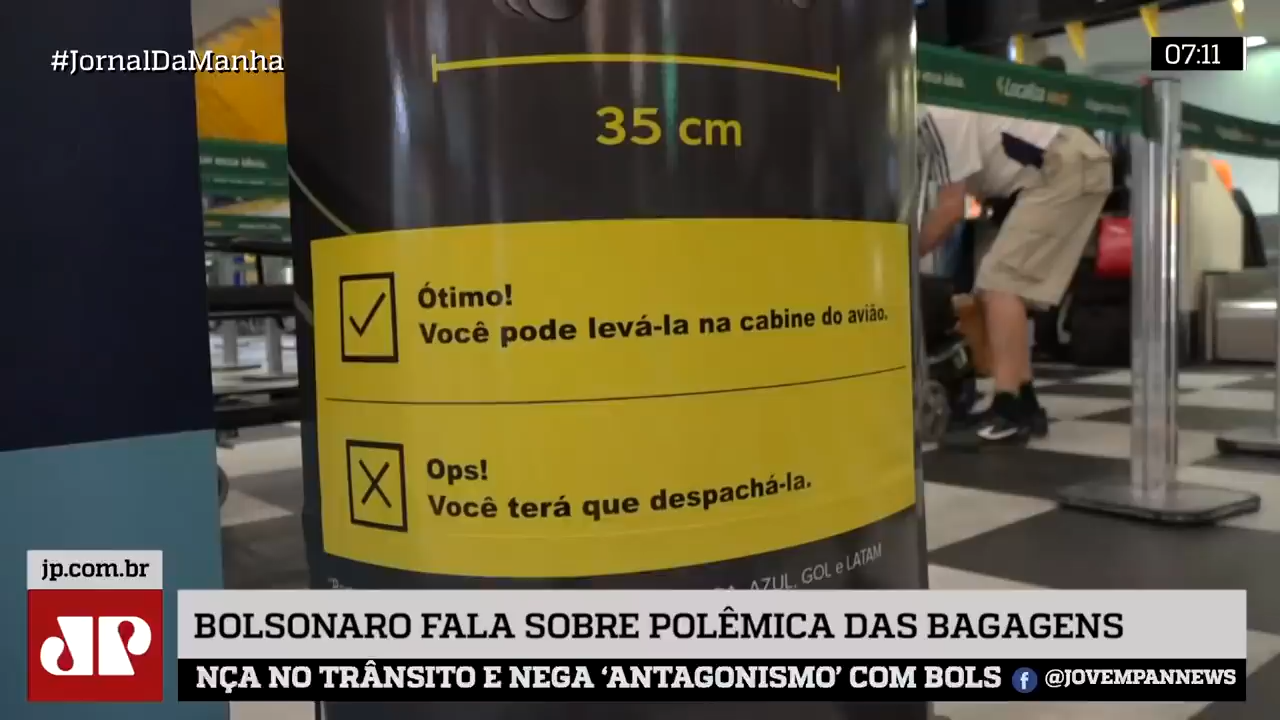 #JornalDaManha
07:11
35 cm
Localiza
Ótimo!
Você pode levá-la na cabine do avião.
Ops!
Você terá que despachá-la.
AZUL, GOL e LATAM
jp.com.br
JP
BOLSONARO FALA SOBRE POLÊMICA DAS BAGAGENS
NÇA NO TRÂNSITO E NEGA ‘ANTAGONISMO’ COM BOLS
@JOVEMPANNEWS